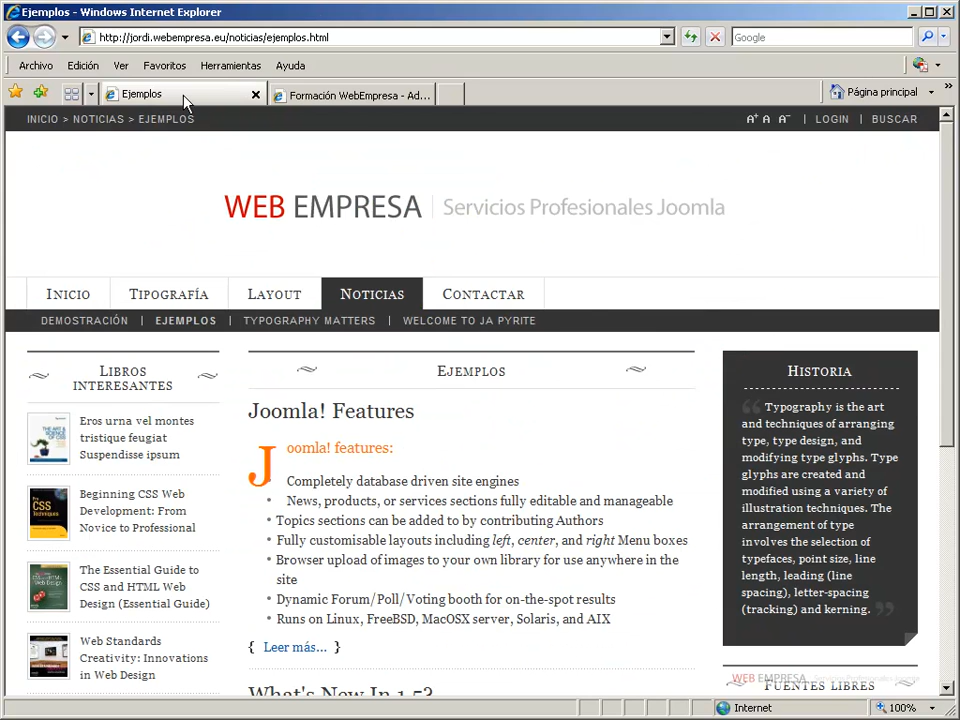 Ejemplos - Windows Internet Explorer
http://jordi.webempresa.eu/noticias/ejemplos.html
Google
Archivo Edición Ver Favoritos Herramientas Ayuda
Ejemplos
Formación WebEmpresa - Ad...
Página principal
INICIO > NOTICIAS > EJEMPLOS
A+ A A- | LOGIN | BUSCAR
WEB EMPRESA | Servicios Profesionales Joomla
INICIO TIPOGRAFÍA LAYOUT NOTICIAS CONTACTAR
DEMOSTRACIÓN | EJEMPLOS | TYPOGRAPHY MATTERS | WELCOME TO JA PYRITE
LIBROS
INTERESANTES
Eros urna vel montes
tristique feugiat
Suspendisse ipsum
Beginning CSS Web
Development: From
Novice to Professional
The Essential Guide to
CSS and HTML Web
Design (Essential Guide)
Web Standards
Creativity: Innovations
in Web Design
EJEMPLOS
Joomla! Features
Joomla! features:
Completely database driven site engines
• News, products, or services sections fully editable and manageable
• Topics sections can be added to by contributing Authors
• Fully customisable layouts including left, center, and right Menu boxes
• Browser upload of images to your own library for use anywhere in the
site
• Dynamic Forum/Poll/Voting booth for on-the-spot results
• Runs on Linux, FreeBSD, MacOSX server, Solaris, and AIX
{ Leer más... }
What's New In 1.5?
HISTORIA
Typography is the art
and techniques of arranging
type, type design, and
modifying type glyphs. Type
glyphs are created and
modified using a variety of
illustration techniques. The
arrangement of type
involves the selection of
typefaces, point size, line
length, leading (line
spacing), letter-spacing
(tracking) and kerning.
WEB EMPRESA Servicios Profesionales Joomla
FUENTES LIBRES
Internet
100%